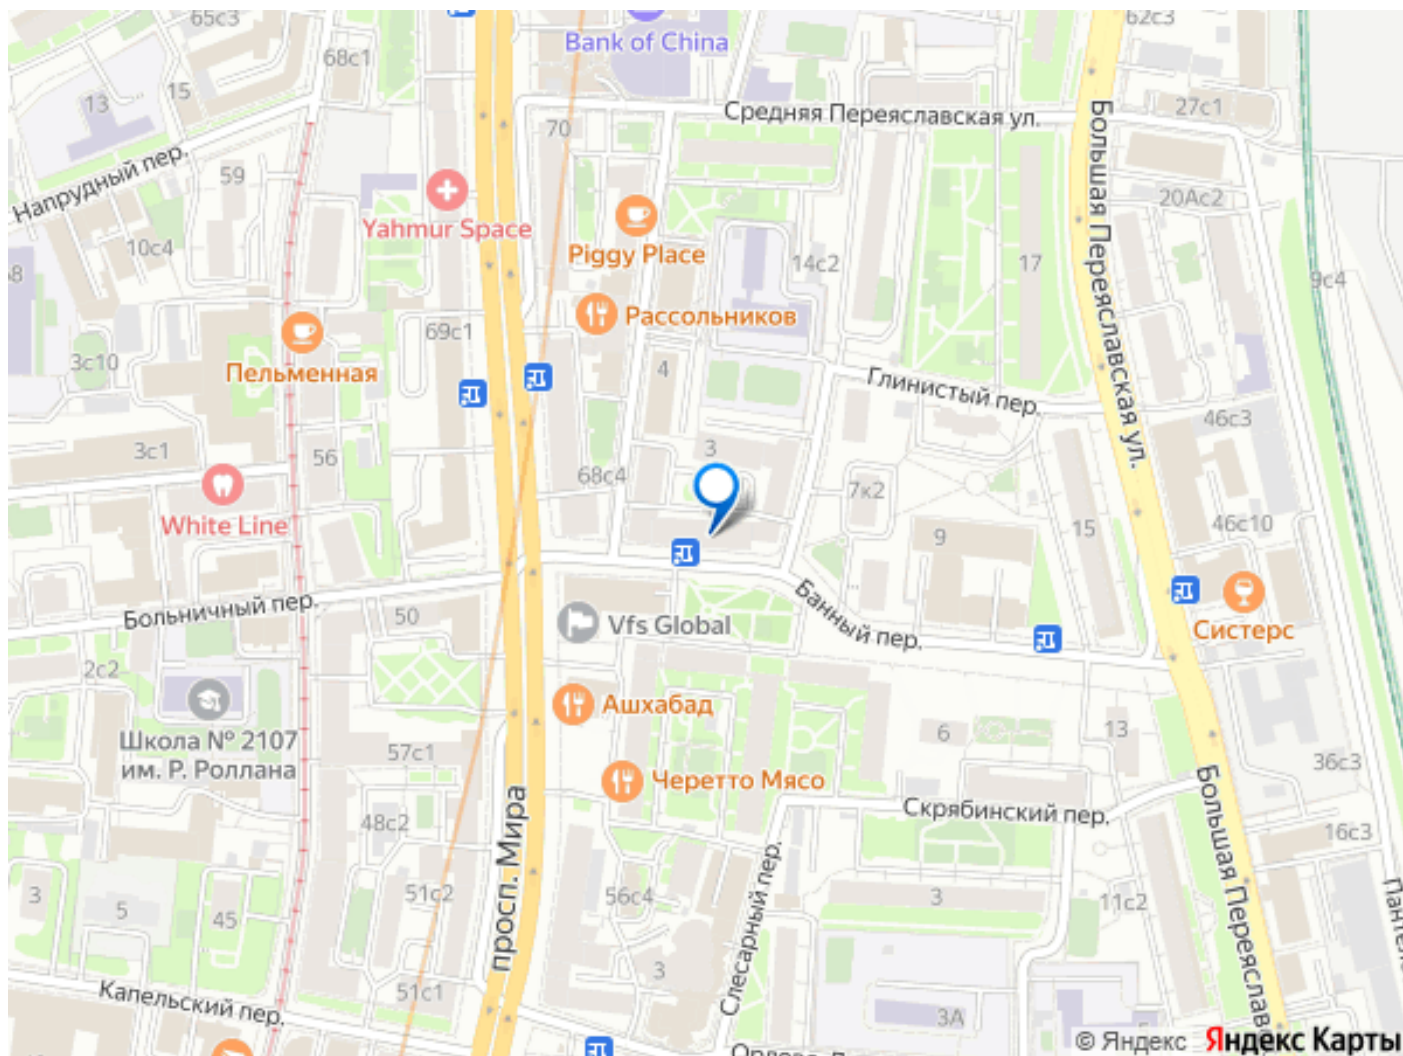 65с3
62с3
Bank of China
68с1
15
13
27с1
Средняя Переяславская ул.
70
Большая Переяславская ул.
Напрудный пер.
59
20Ас2
Yahmur Space
10с4
Piggy Place
14с2
17
9с4
Рассольников
69с1
3с10
Пельменная
4
Глинистый пер.
46с3
3с1
56
3
68с4
7к2
White Line
15
46с10
9
Больничный пер.
50
Vfs Global
Банный пер.
Систерс
2с2
Ашхабад
6
13
Школа № 2107
им. Р. Роллана
57с1
36с3
Черетто Мясо
просп. Мира
48с2
Скрябинский пер.
16с3
Большая Переяславс
3
5
45
51с2
56с4
Слесарный пер.
3
11с2
Пантеле
3
Капельский пер.
51с1
3А
© Яндекс Яндекс Карты